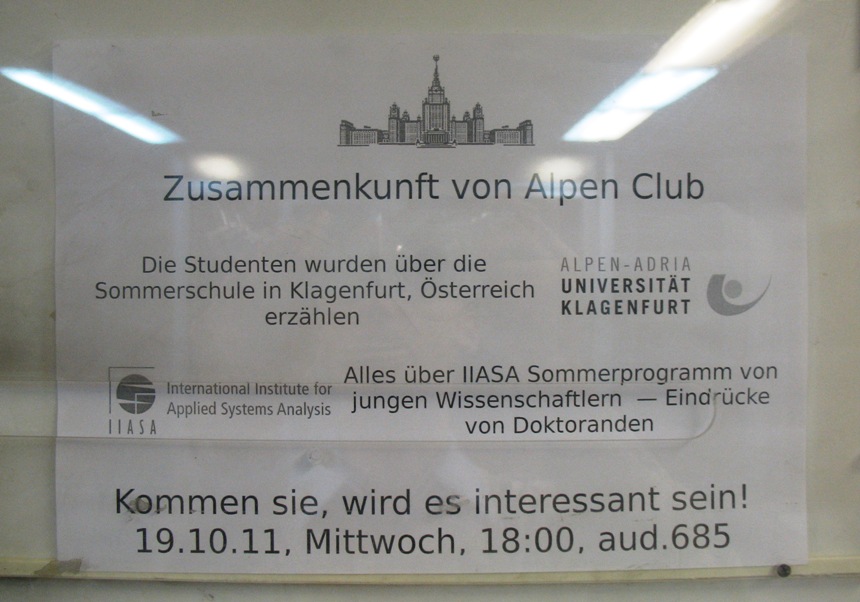 Zusammenkunft von Alpen Club
Die Studenten wurden über die
Sommerschule in Klagenfurt, Österreich
erzählen
ALPEN-ADRIA
UNIVERSITÄT
KLAGENFURT
IIASA
International Institute for
Applied Systems Analysis
Alles über IIASA Sommerprogramm von
jungen Wissenschaftlern — Eindrücke
von Doktoranden
Kommen sie, wird es interessant sein!
19.10.11, Mittwoch, 18:00, aud.685